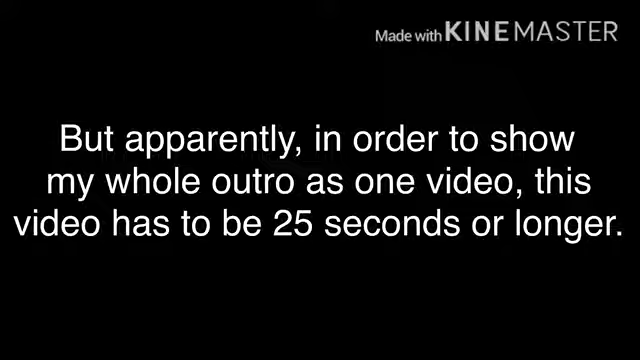 Made with KINEMASTER
But apparently, in order to show
my whole outro as one video, this
video has to be 25 seconds or longer.